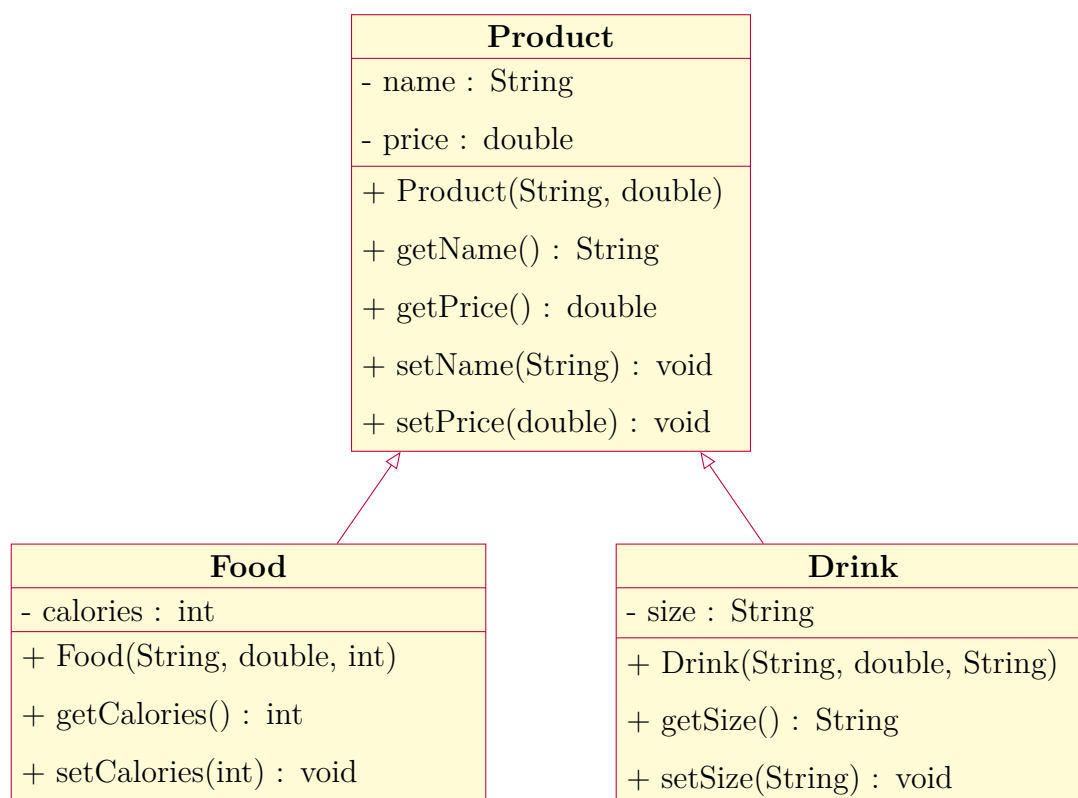 Product
- name : String
- price : double
+ Product(String, double)
+ getName() : String
+ getPrice() : double
+ setName(String) : void
+ setPrice(double) : void
Food
- calories : int
+ Food(String, double, int)
+ getCalories() : int
+ setCalories(int) : void
Drink
- size : String
+ Drink(String, double, String)
+ getSize() : String
+ setSize(String) : void